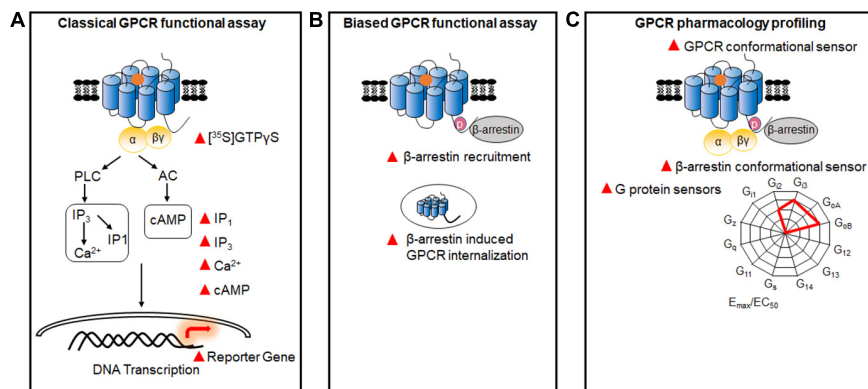 A
Classical GPCR functional assay
α
βγ
▲ [³⁵S]GTPγS
PLC
AC
IP₃
IP1
Ca²⁺
cAMP
▲ IP₁
▲ IP₃
▲ Ca²⁺
▲ cAMP
▲ Reporter Gene
DNA Transcription
B
Biased GPCR functional assay
p
β-arrestin
▲ β-arrestin recruitment
▲ β-arrestin induced
GPCR internalization
C
GPCR pharmacology profiling
▲ GPCR conformational sensor
p
β-arrestin
α
βγ
▲ β-arrestin conformational sensor
▲ G protein sensors
Gᵢ₂
Gᵢ₃
GₒA
GₒB
G₁₂
G₁₃
G₁₄
Gₛ
G₁₁
G_q
G_z
Gᵢ₁
Eₘₐₓ/EC₅₀